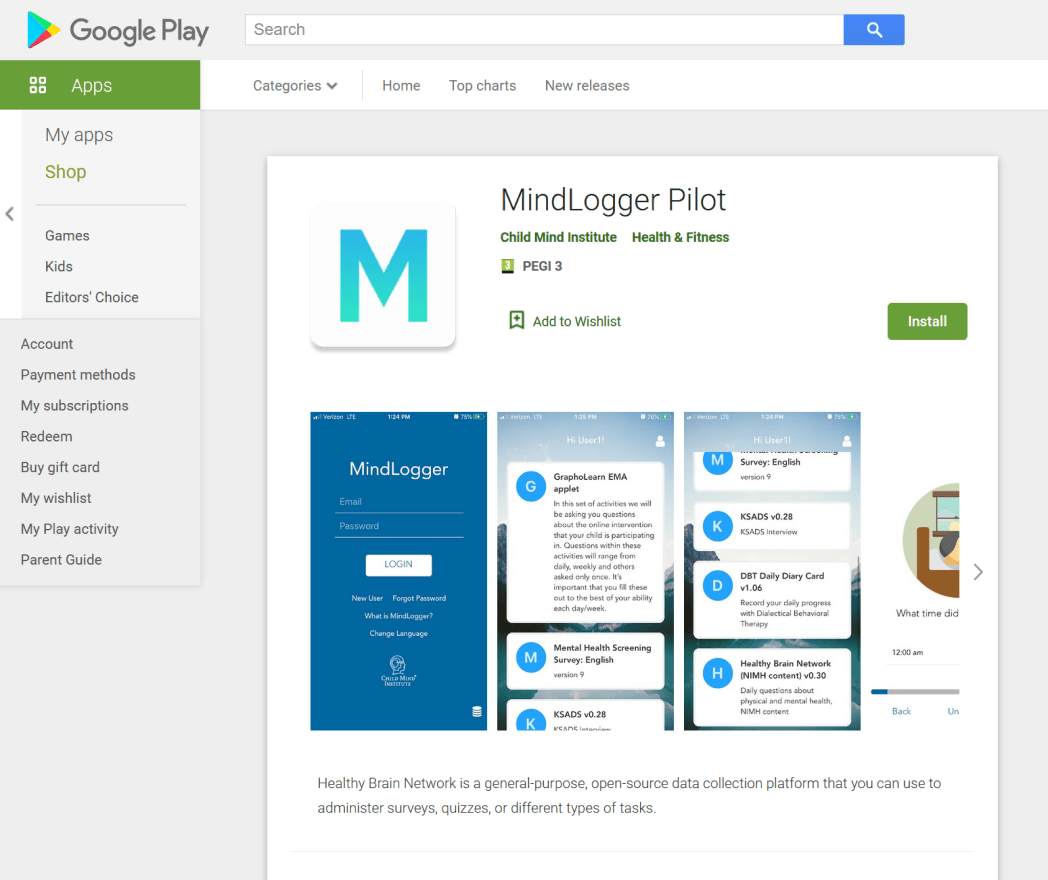 Google Play
Search
Apps
Categories
Home
Top charts
New releases
My apps
Shop
Games
Kids
Editors' Choice
Account
Payment methods
My subscriptions
Redeem
Buy gift card
My wishlist
My Play activity
Parent Guide
M
MindLogger Pilot
Child Mind Institute
Health & Fitness
3
PEGI 3
Add to Wishlist
Install
Verizon LTE
1:24 PM
75%
MindLogger
Email
Password
LOGIN
New User
Forgot Password
What is MindLogger?
Change Language
CHILD MIND
INSTITUTE
Verizon LTE
1:25 PM
76%
Hi User1!
G
GraphoLearn EMA
applet
In this set of activities we will
be asking you questions
about the online intervention
that your child is participating
in. Questions within these
activities will range from
daily, weekly and others
asked only once. It's
important that you fill these
out to the best of your ability
each day/week.
M
Mental Health Screening
Survey: English
version 9
K
KSADS v0.28
KSADS Interview
Verizon LTE
1:24 PM
75%
Hi User1!
M
Mental Health Screening
Survey: English
version 9
K
KSADS v0.28
KSADS Interview
D
DBT Daily Diary Card
v1.06
Record your daily progress
with Dialectical Behavioral
Therapy
H
Healthy Brain Network
(NIMH content) v0.30
Daily questions about
physical and mental health,
NIMH content
What time did
12:00 am
Back
Un
Healthy Brain Network is a general-purpose, open-source data collection platform that you can use to
administer surveys, quizzes, or different types of tasks.